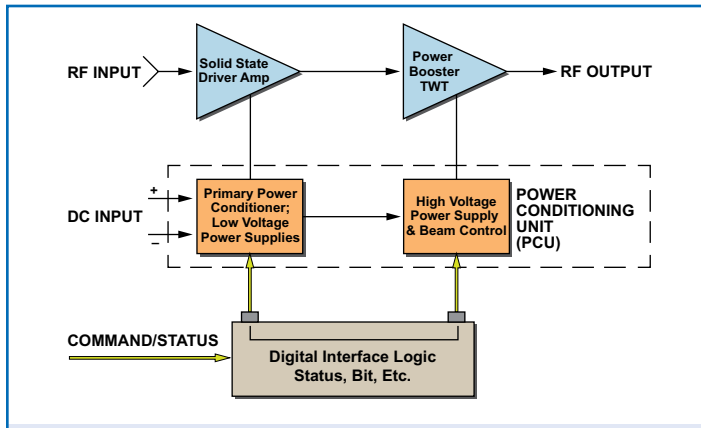 Solid State
Driver Amp
Power
Booster
TWT
RF INPUT
RF OUTPUT
Primary Power
Conditioner;
Low Voltage
Power Supplies
High Voltage
Power Supply
& Beam Control
POWER
CONDITIONING
UNIT
(PCU)
+
DC INPUT
–
COMMAND/STATUS
Digital Interface Logic
Status, Bit, Etc.